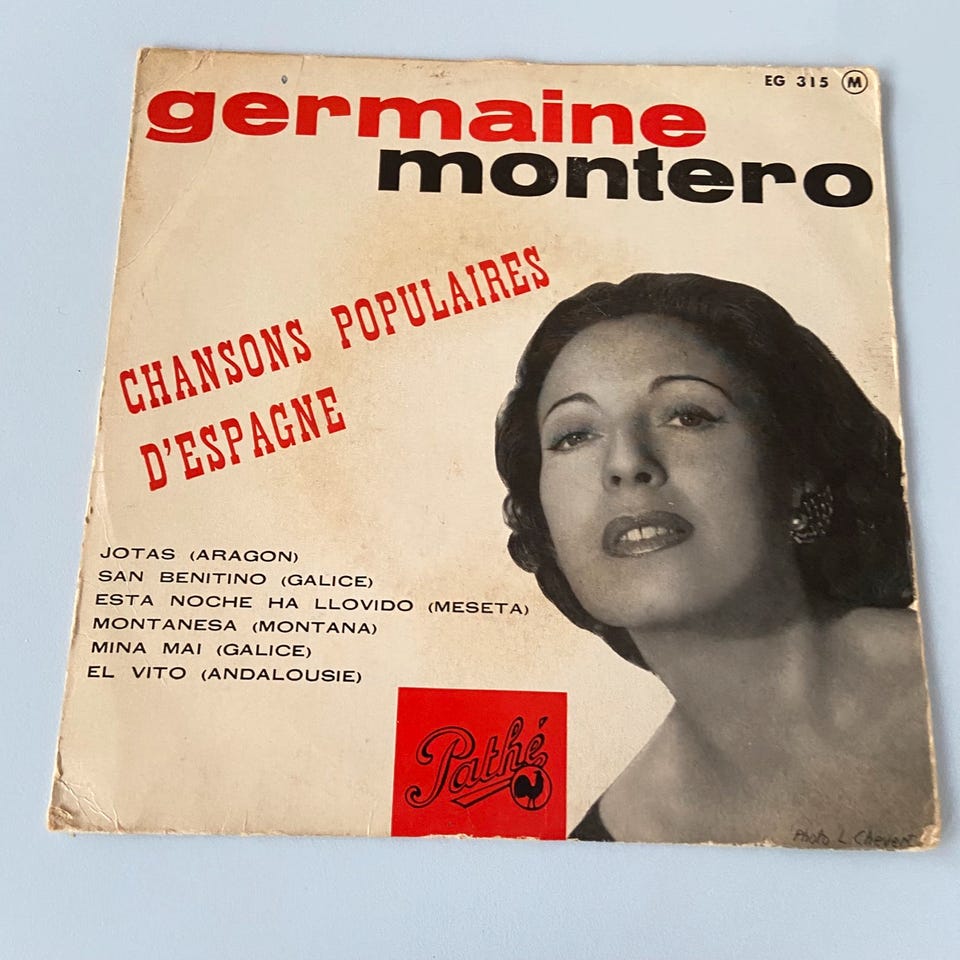 EG 315 M
germaine
montero
CHANSONS POPULAIRES
D'ESPAGNE
JOTAS (ARAGON)
SAN BENITINO (GALICE)
ESTA NOCHE HA LLOVIDO (MESETA)
MONTANESA (MONTANA)
MINA MAI (GALICE)
EL VITO (ANDALOUSIE)
Pathé
Photo L